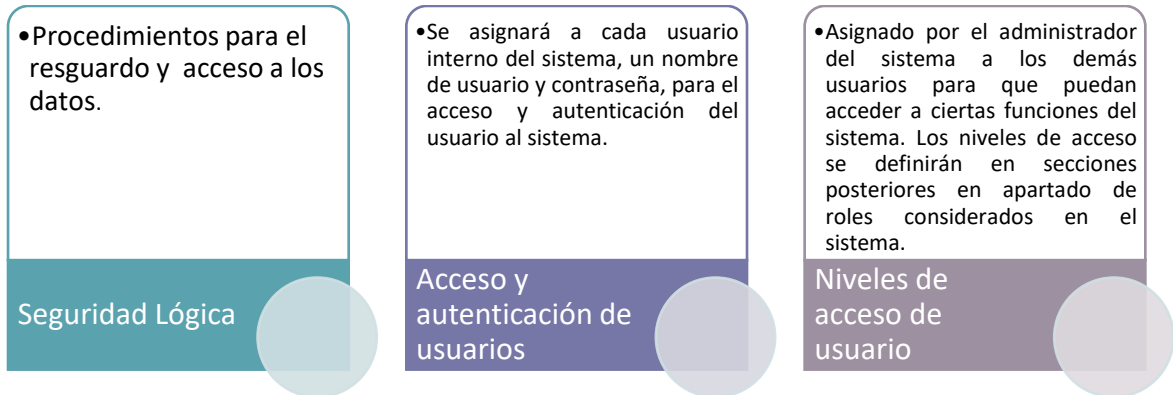 •Procedimientos para el
resguardo y acceso a los
datos.
Seguridad Lógica
•Se asignará a cada usuario
interno del sistema, un nombre
de usuario y contraseña, para el
acceso y autenticación del
usuario al sistema.
Acceso y
autenticación de
usuarios
•Asignado por el administrador
del sistema a los demás
usuarios para que puedan
acceder a ciertas funciones del
sistema. Los niveles de acceso
se definirán en secciones
posteriores en apartado de
roles considerados en el
sistema.
Niveles de
acceso de
usuario